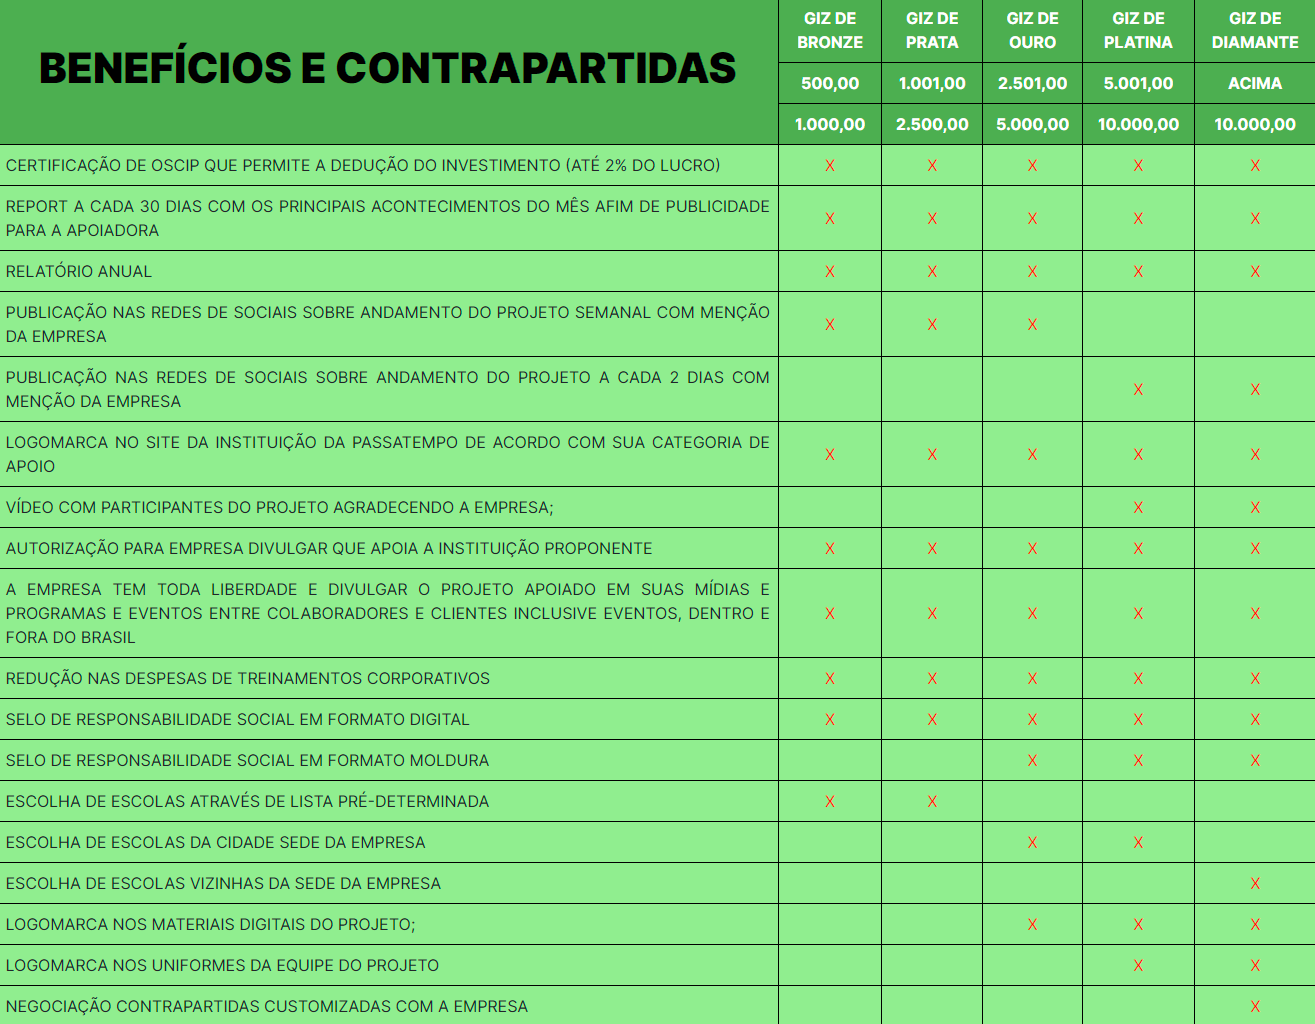 BENEFÍCIOS E CONTRAPARTIDAS
GIZ DE BRONZE
GIZ DE PRATA
GIZ DE OURO
GIZ DE PLATINA
GIZ DE DIAMANTE
500,00 1.001,00 2.501,00 5.001,00 ACIMA
1.000,00 2.500,00 5.000,00 10.000,00 10.000,00
CERTIFICAÇÃO DE OSCIP QUE PERMITE A DEDUÇÃO DO INVESTIMENTO (ATÉ 2% DO LUCRO) X X X X X
REPORT A CADA 30 DIAS COM OS PRINCIPAIS ACONTECIMENTOS DO MÊS AFIM DE PUBLICIDADE
PARA A APOIADORA X X X X X
RELATÓRIO ANUAL X X X X X
PUBLICAÇÃO NAS REDES DE SOCIAIS SOBRE ANDAMENTO DO PROJETO SEMANAL COM MENÇÃO
DA EMPRESA X X X
PUBLICAÇÃO NAS REDES DE SOCIAIS SOBRE ANDAMENTO DO PROJETO A CADA 2 DIAS COM
MENÇÃO DA EMPRESA X X
LOGOMARCA NO SITE DA INSTITUIÇÃO DA PASSATEMPO DE ACORDO COM SUA CATEGORIA DE
APOIO X X X X X
VÍDEO COM PARTICIPANTES DO PROJETO AGRADECENDO A EMPRESA; X X
AUTORIZAÇÃO PARA EMPRESA DIVULGAR QUE APOIA A INSTITUIÇÃO PROPONENTE X X X X X
A EMPRESA TEM TODA LIBERDADE E DIVULGAR O PROJETO APOIADO EM SUAS MÍDIAS E
PROGRAMAS E EVENTOS ENTRE COLABORADORES E CLIENTES INCLUSIVE EVENTOS, DENTRO E
FORA DO BRASIL X X X X X
REDUÇÃO NAS DESPESAS DE TREINAMENTOS CORPORATIVOS X X X X X
SELO DE RESPONSABILIDADE SOCIAL EM FORMATO DIGITAL X X X X X
SELO DE RESPONSABILIDADE SOCIAL EM FORMATO MOLDURA X X X
ESCOLHA DE ESCOLAS ATRAVÉS DE LISTA PRÉ-DETERMINADA X X
ESCOLHA DE ESCOLAS DA CIDADE SEDE DA EMPRESA X X
ESCOLHA DE ESCOLAS VIZINHAS DA SEDE DA EMPRESA X
LOGOMARCA NOS MATERIAIS DIGITAIS DO PROJETO; X X X
LOGOMARCA NOS UNIFORMES DA EQUIPE DO PROJETO X X
NEGOCIAÇÃO CONTRAPARTIDAS CUSTOMIZADAS COM A EMPRESA X